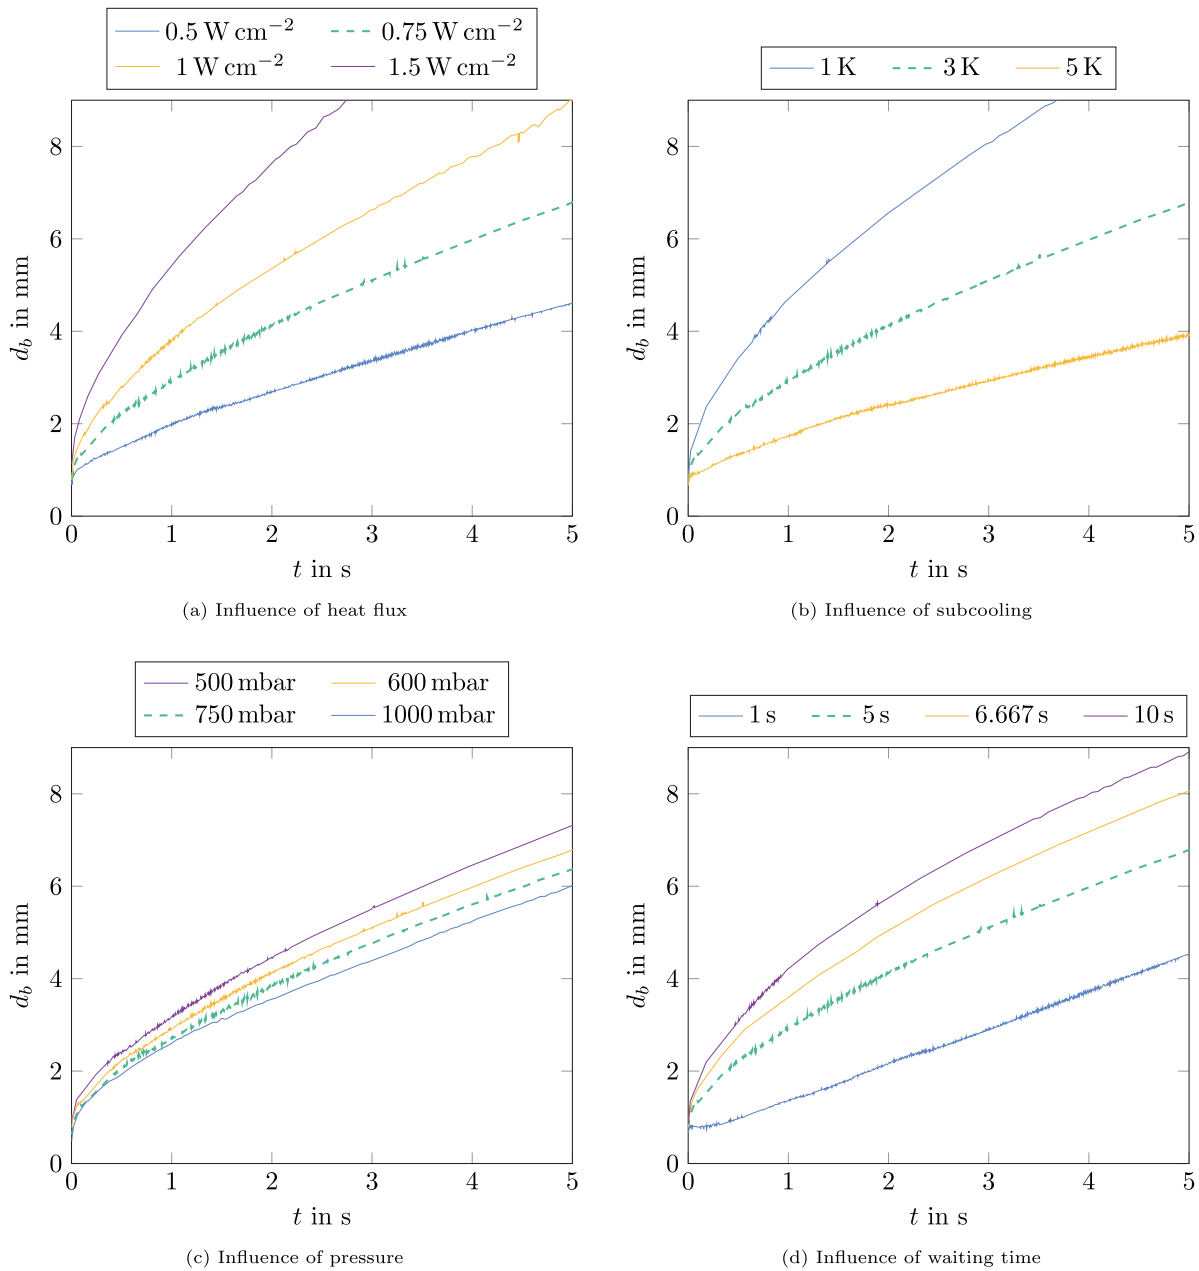 0.5 W cm−2 0.75 W cm−2
1 W cm−2 1.5 W cm−2
8
6
4
2
0
0 1 2 3 4 5
d_b in mm
t in s
(a) Influence of heat flux
1 K 3 K 5 K
8
6
4
2
0
0 1 2 3 4 5
d_b in mm
t in s
(b) Influence of subcooling
500 mbar 600 mbar
750 mbar 1000 mbar
8
6
4
2
0
0 1 2 3 4 5
d_b in mm
t in s
(c) Influence of pressure
1 s 5 s 6.667 s 10 s
8
6
4
2
0
0 1 2 3 4 5
d_b in mm
t in s
(d) Influence of waiting time